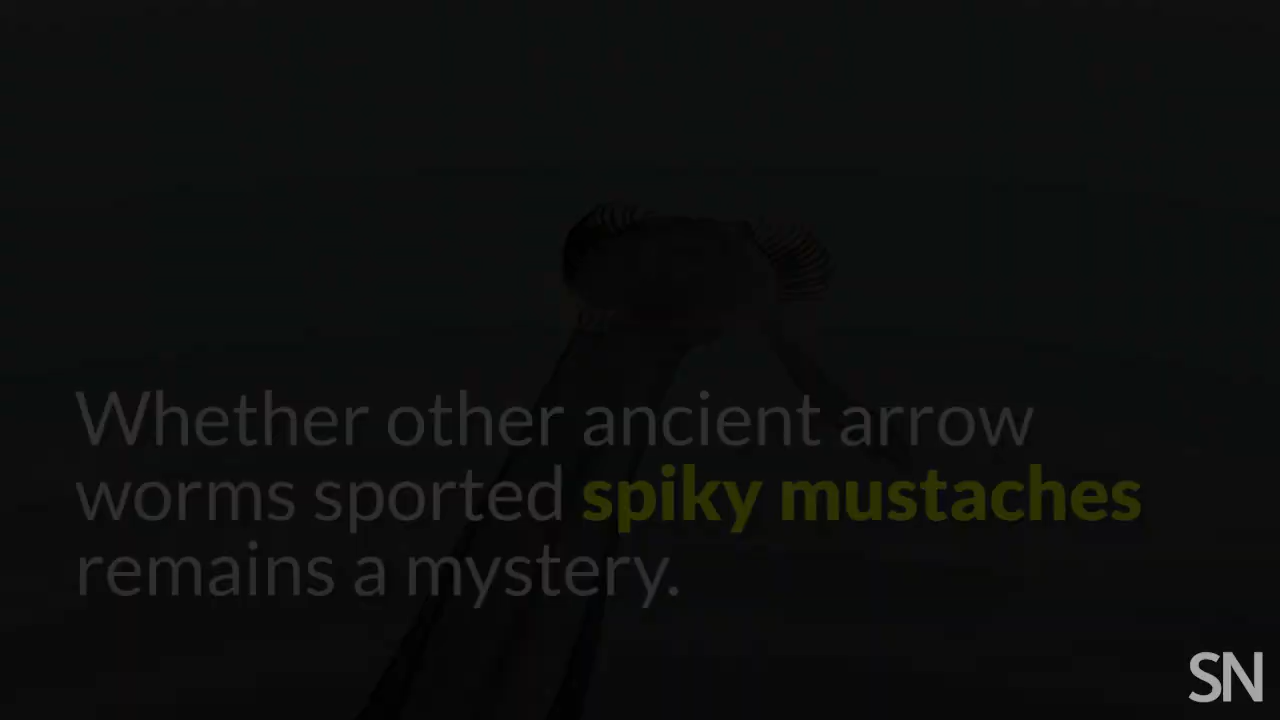 Whether other ancient arrow
worms sported spiky mustaches
remains a mystery.
SN